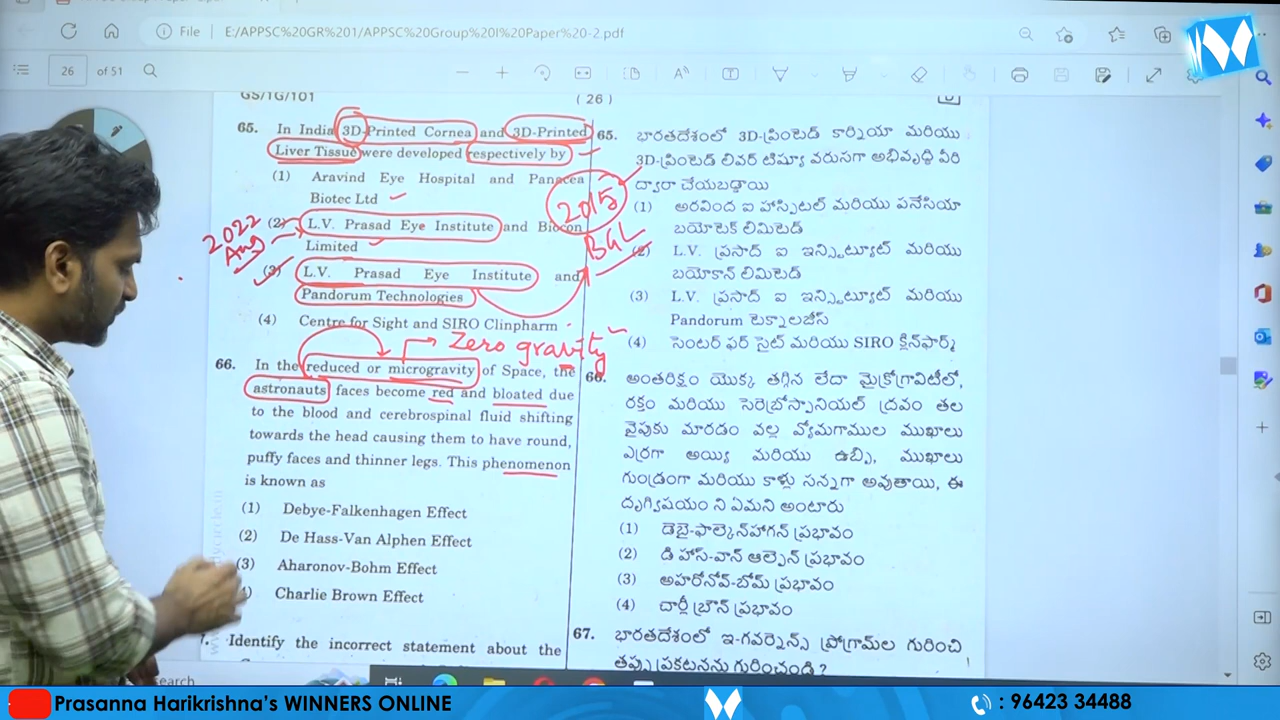 File
E:/APPSC%20GR%201/APPSC%20Group%20I%20Paper%20-2.pdf
26 of 51
GS/1G/101
( 26 )
65. In India 3D-Printed Cornea and 3D-Printed
Liver Tissue were developed respectively by
(1) Aravind Eye Hospital and Panacea
Biotec Ltd
(2) L.V. Prasad Eye Institute and Biocon
Limited
(3) L.V. Prasad Eye Institute and
Pandorum Technologies
(4) Centre for Sight and SIRO Clinpharm
2022
Aug
2015
BGL
Zero gravity
66. In the reduced or microgravity of Space, the
astronauts faces become red and bloated due
to the blood and cerebrospinal fluid shifting
towards the head causing them to have round,
puffy faces and thinner legs. This phenomenon
is known as
(1) Debye-Falkenhagen Effect
(2) De Hass-Van Alphen Effect
(3) Aharonov-Bohm Effect
Charlie Brown Effect
Identify the incorrect statement about the
65. భారతదేశంలో 3D-ప్రింటెడ్ కార్నియా మరియు
3D-ప్రింటెడ్ లివర్ టిష్యూ వరుసగా అభివృద్ధి వీరి
ద్వారా చేయబడ్డాయి
(1) అరవింద ఐ హాస్పిటల్ మరియు పనేసియా
బయోటెక్ లిమిటెడ్
(2) L.V. ప్రసాద్ ఐ ఇన్స్టిట్యూట్ మరియు
బయోకాన్ లిమిటెడ్
(3) L.V. ప్రసాద్ ఐ ఇన్స్టిట్యూట్ మరియు
Pandorum టెక్నాలజీస్
(4) సెంటర్ ఫర్ సైట్ మరియు SIRO క్లిన్‌ఫార్మ్
66. అంతరిక్షం యొక్క తగ్గిన లేదా మైక్రోగ్రావిటీలో,
రక్తం మరియు సెరెబ్రోస్పానియల్ ద్రవం తల
వైపుకు మారడం వల్ల వ్యోమగాముల ముఖాలు
ఎర్రగా అయ్యి మరియు ఉబ్బి, ముఖాలు
గుండ్రంగా మరియు కాళ్లు సన్నగా అవుతాయి, ఈ
దృగ్విషయం ని ఏమని అంటారు
(1) డెబై-ఫాల్కెన్‌హాగన్ ప్రభావం
(2) డి హాస్-వాన్ ఆల్ఫెన్ ప్రభావం
(3) అహరోనోవ్-బోమ్ ప్రభావం
(4) చార్లీ బ్రౌన్ ప్రభావం
67. భారతదేశంలో ఇ-గవర్నెన్స్ ప్రోగ్రామ్‌ల గురించి
తప్పు ప్రకటనను గుర్తించండి ?
Prasanna Harikrishna's WINNERS ONLINE
: 96423 34488